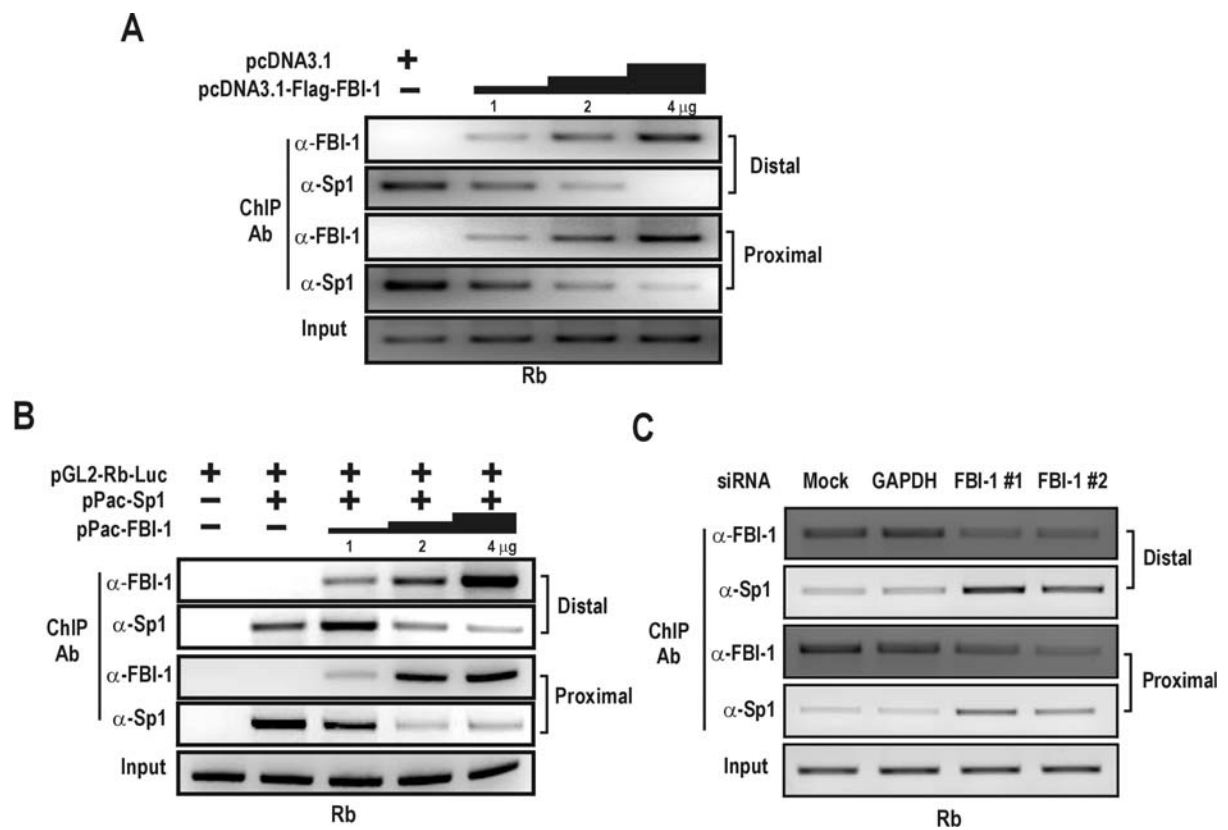 A
pcDNA3.1 +
pcDNA3.1-Flag-FBI-1 −
1 2 4 μg
ChIP Ab
α-FBI-1
α-Sp1
Distal
α-FBI-1
α-Sp1
Proximal
Input
Rb
B
pGL2-Rb-Luc + + + + +
pPac-Sp1 − + + + +
pPac-FBI-1 − −
1 2 4 μg
ChIP Ab
α-FBI-1
α-Sp1
Distal
α-FBI-1
α-Sp1
Proximal
Input
Rb
C
siRNA Mock GAPDH FBI-1 #1 FBI-1 #2
ChIP Ab
α-FBI-1
α-Sp1
Distal
α-FBI-1
α-Sp1
Proximal
Input
Rb